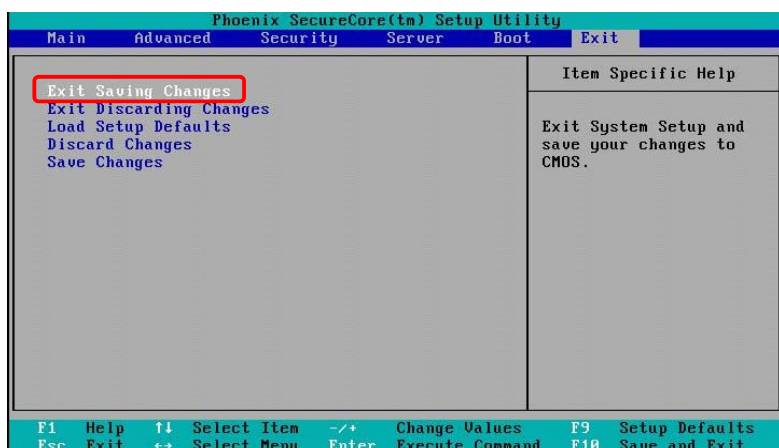 Phoenix SecureCore(tm) Setup Utility
Main Advanced Security Server Boot Exit
Item Specific Help
Exit Saving Changes
Exit Discarding Changes
Load Setup Defaults
Discard Changes
Save Changes
Exit System Setup and
save your changes to
CMOS.
F1 Help ↑↓ Select Item -/+ Change Values F9 Setup Defaults
Esc Exit ↔ Select Menu Enter Execute Command F10 Save and Exit